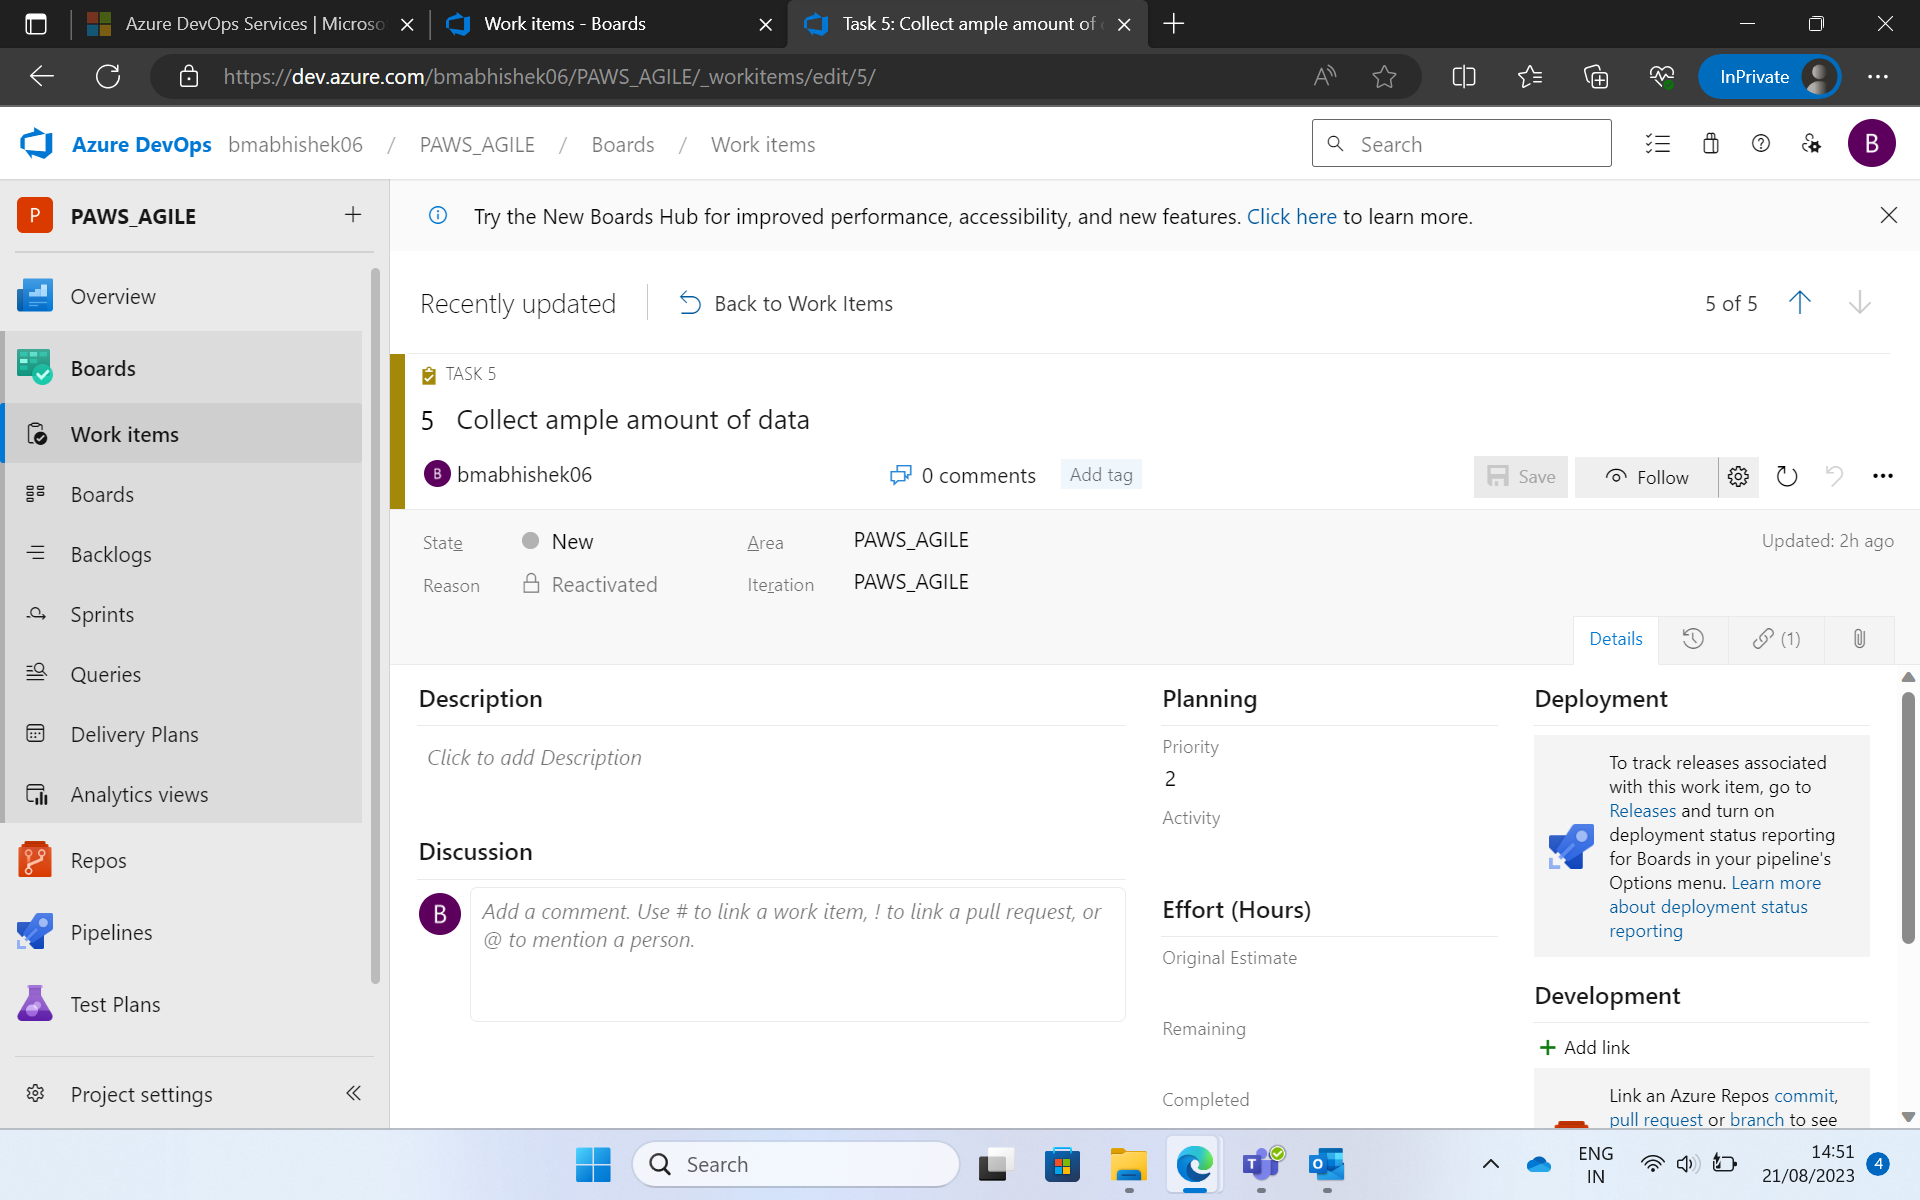 Azure DevOps Services | Microso
Work items - Boards
Task 5: Collect ample amount of
https://dev.azure.com/bmabhishek06/PAWS_AGILE/_workitems/edit/5/
InPrivate
Azure DevOps
bmabhishek06 / PAWS_AGILE / Boards / Work items
Search
B
P PAWS_AGILE
Overview
Boards
Work items
Boards
Backlogs
Sprints
Queries
Delivery Plans
Analytics views
Repos
Pipelines
Test Plans
Project settings
Try the New Boards Hub for improved performance, accessibility, and new features. Click here to learn more.
Recently updated
Back to Work Items
5 of 5
TASK 5
5 Collect ample amount of data
B bmabhishek06
0 comments
Add tag
Save
Follow
State New
Area PAWS_AGILE
Updated: 2h ago
Reason Reactivated
Iteration PAWS_AGILE
Details
(1)
Description
Click to add Description
Discussion
B
Add a comment. Use # to link a work item, ! to link a pull request, or
@ to mention a person.
Planning
Priority
2
Activity
Effort (Hours)
Original Estimate
Remaining
Completed
Deployment
To track releases associated
with this work item, go to
Releases and turn on
deployment status reporting
for Boards in your pipeline's
Options menu. Learn more
about deployment status
reporting
Development
Add link
Link an Azure Repos commit,
pull request or branch to see
Search
ENG
IN
14:51
21/08/2023
4